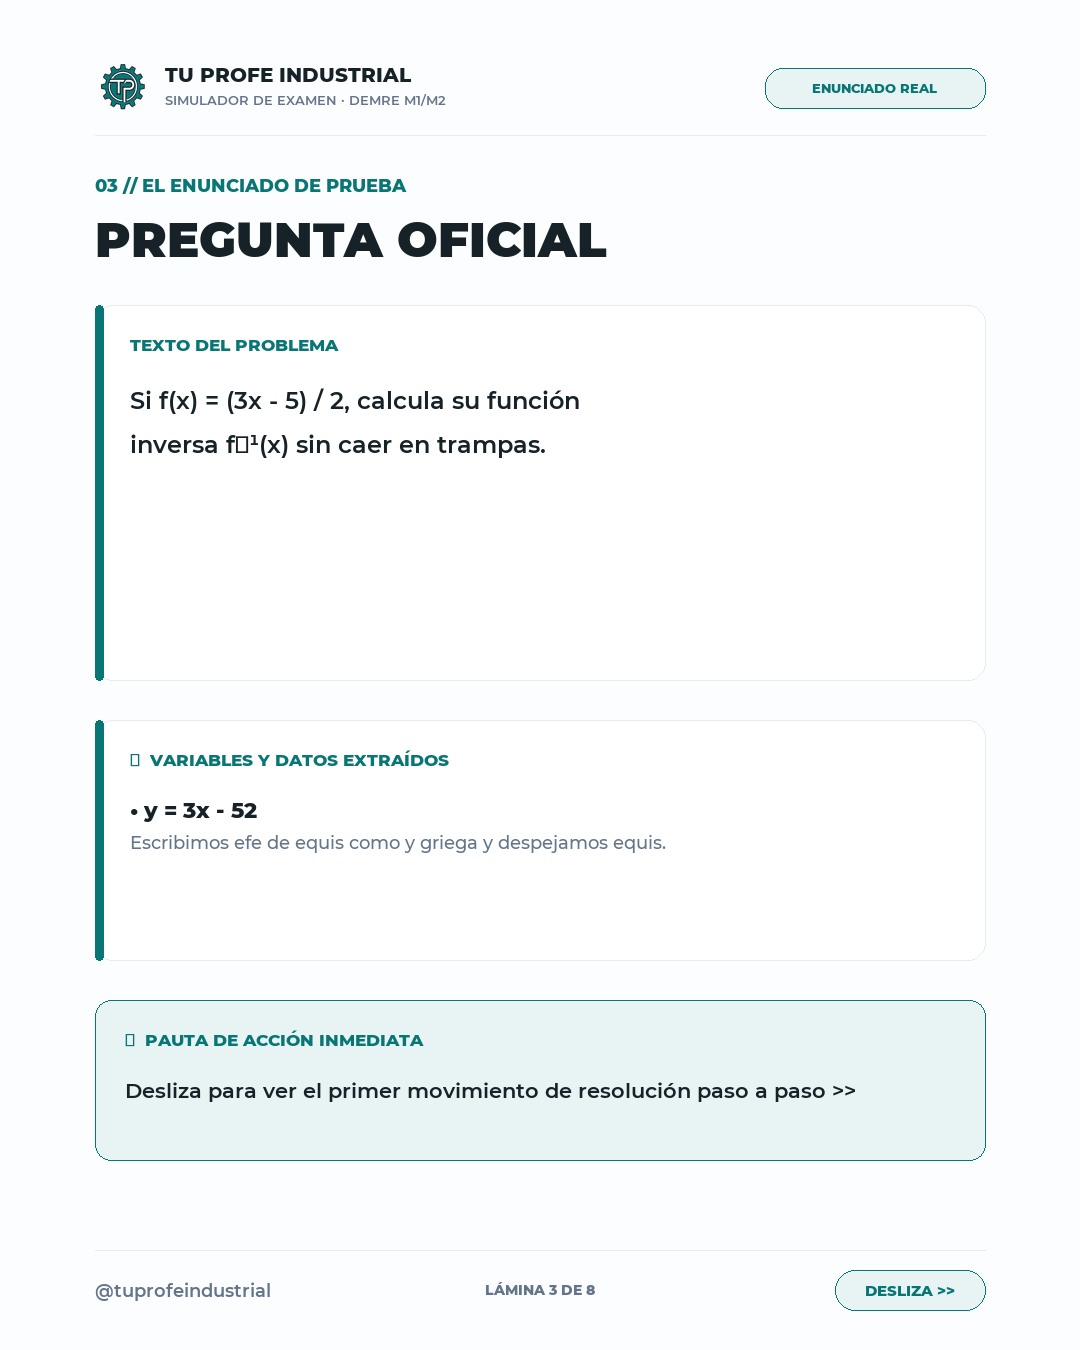 TU PROFE INDUSTRIAL
SIMULADOR DE EXAMEN · DEMRE M1/M2
ENUNCIADO REAL
03 // EL ENUNCIADO DE PRUEBA
PREGUNTA OFICIAL
TEXTO DEL PROBLEMA
Si f(x) = (3x - 5) / 2, calcula su función
inversa f□¹(x) sin caer en trampas.
□ VARIABLES Y DATOS EXTRAÍDOS
• y = 3x - 52
Escribimos efe de equis como y griega y despejamos equis.
□ PAUTA DE ACCIÓN INMEDIATA
Desliza para ver el primer movimiento de resolución paso a paso >>
@tuprofeindustrial
LÁMINA 3 DE 8
DESLIZA >>